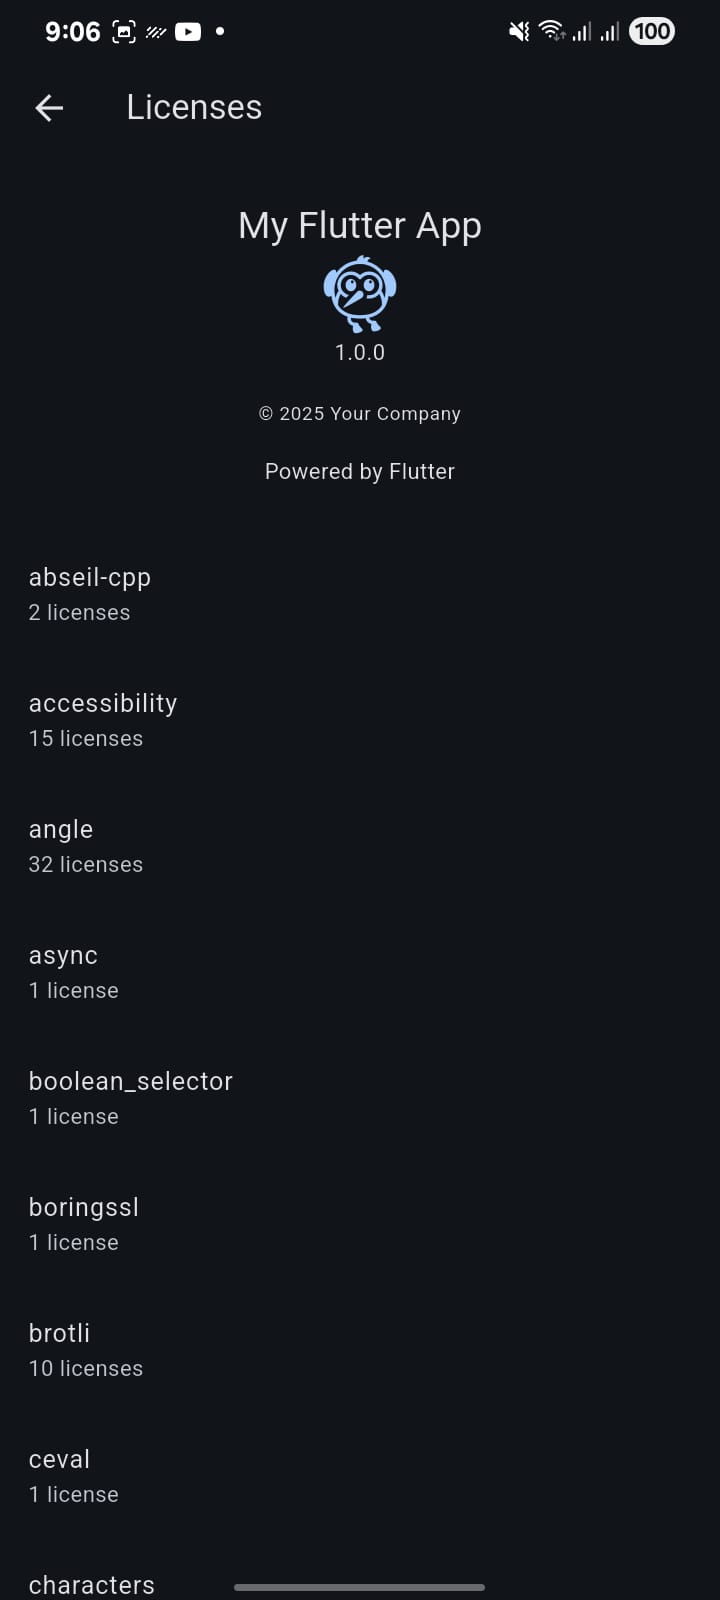 9:06
100
Licenses
My Flutter App
1.0.0
© 2025 Your Company
Powered by Flutter
abseil-cpp
2 licenses
accessibility
15 licenses
angle
32 licenses
async
1 license
boolean_selector
1 license
boringssl
1 license
brotli
10 licenses
ceval
1 license
characters